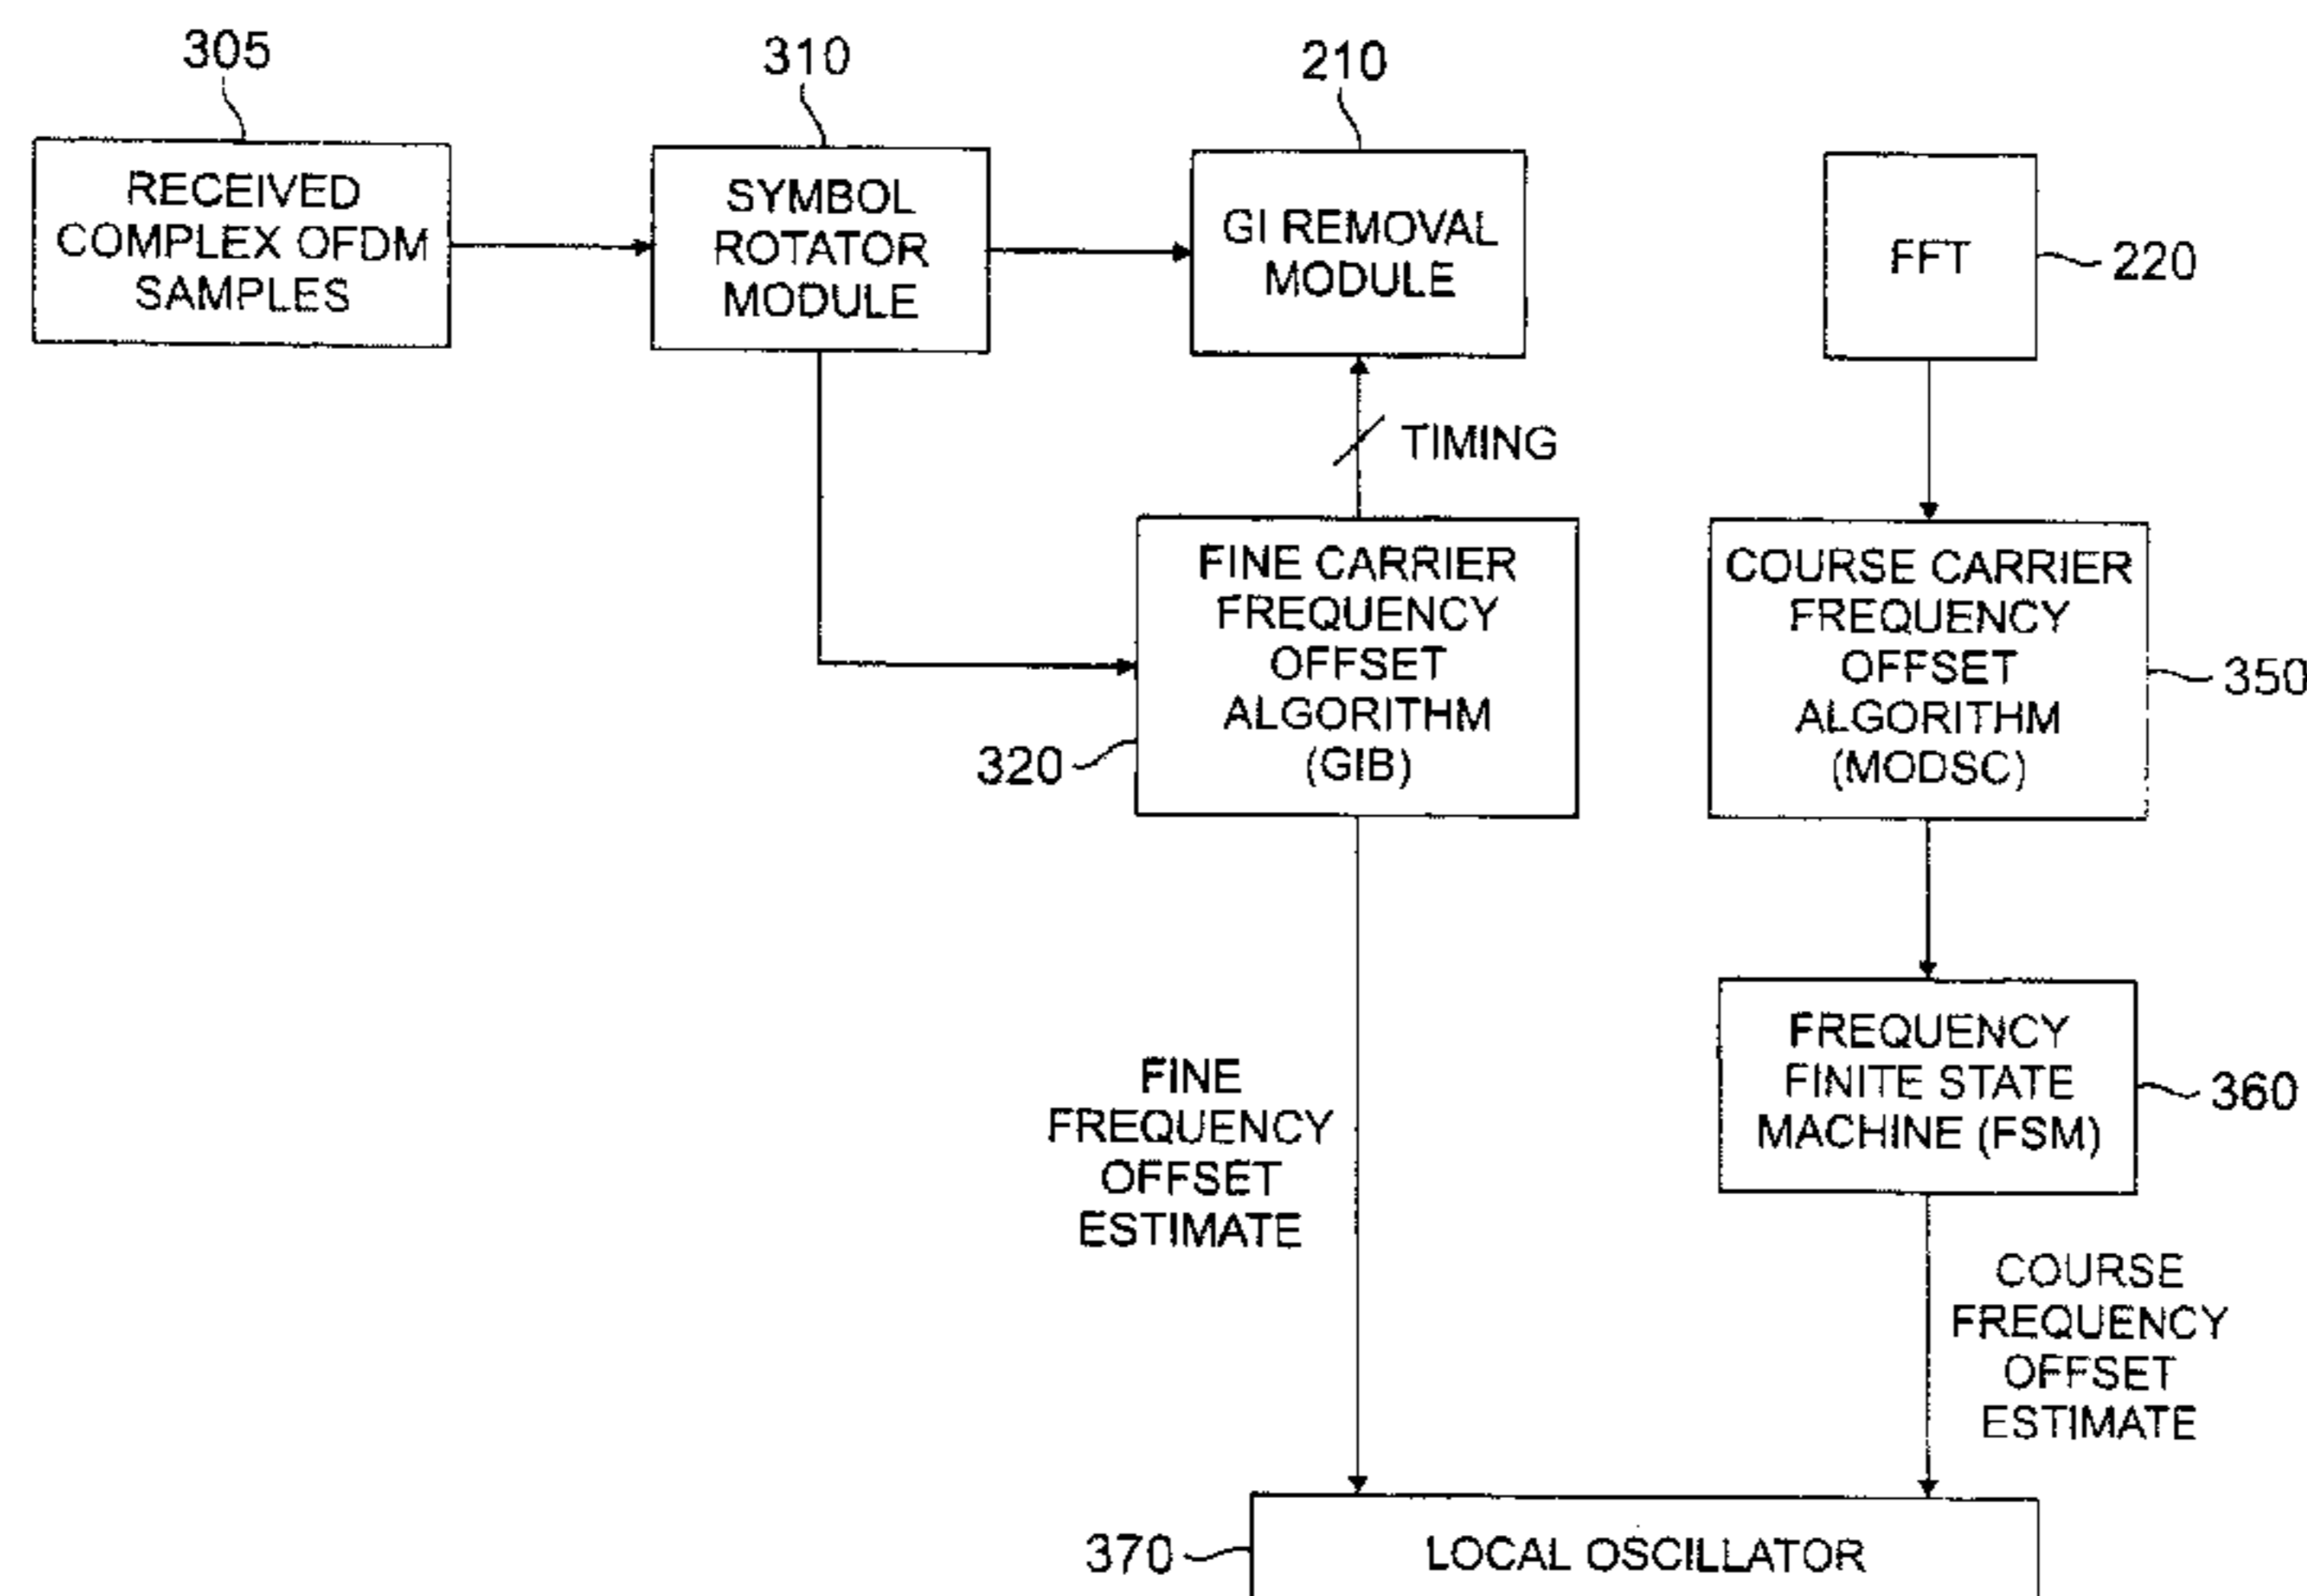 305
310
210
RECEIVED
COMPLEX OFDM
SAMPLES
SYMBOL
ROTATOR
MODULE
GI REMOVAL
MODULE
FFT
220
TIMING
FINE CARRIER
FREQUENCY
OFFSET
ALGORITHM
(GIB)
320
COURSE CARRIER
FREQUENCY
OFFSET
ALGORITHM
(MODSC)
350
FREQUENCY
FINITE STATE
MACHINE (FSM)
360
FINE
FREQUENCY
OFFSET
ESTIMATE
COURSE
FREQUENCY
OFFSET
ESTIMATE
370
LOCAL OSCILLATOR